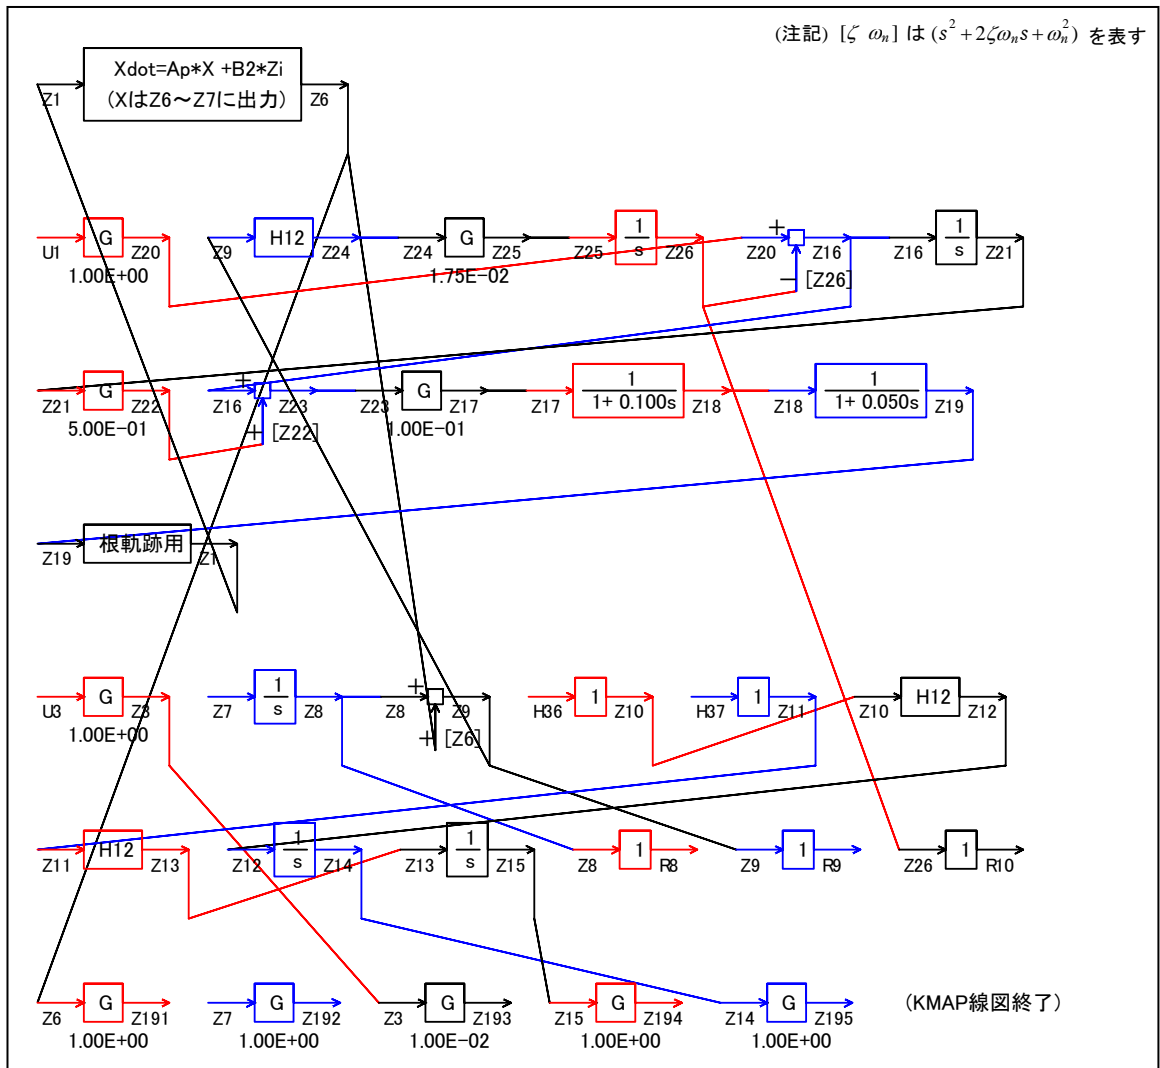 (注記) [ζ ωn] は (s² + 2ζωns + ωn²) を表す
Xdot=Ap*X +B2*Zi
(XはZ6～Z7に出力)
Z1 Z6
G H12 G 1/s + 1/s
U1 Z20 Z9 Z24 Z24 Z25 Z25 Z26 Z20 Z16 Z16 Z21
1.00E+00 1.75E-02 － [Z26]
G + G 1/(1+ 0.100s) 1/(1+ 0.050s)
Z21 Z22 Z16 Z23 Z23 Z17 Z17 Z18 Z18 Z19
5.00E-01 + [Z22] 1.00E-01
根軌跡用
Z19 Z1
G 1/s + 1 1 H12
U3 Z3 Z7 Z8 Z8 Z9 H36 Z10 H37 Z11 Z10 Z12
1.00E+00 + [Z6]
H12 1/s 1/s 1 1 1
Z11 Z13 Z12 Z14 Z13 Z15 Z8 R8 Z9 R9 Z26 R10
G G G G G (KMAP線図終了)
Z6 Z191 Z7 Z192 Z3 Z193 Z15 Z194 Z14 Z195
1.00E+00 1.00E+00 1.00E-02 1.00E+00 1.00E+00